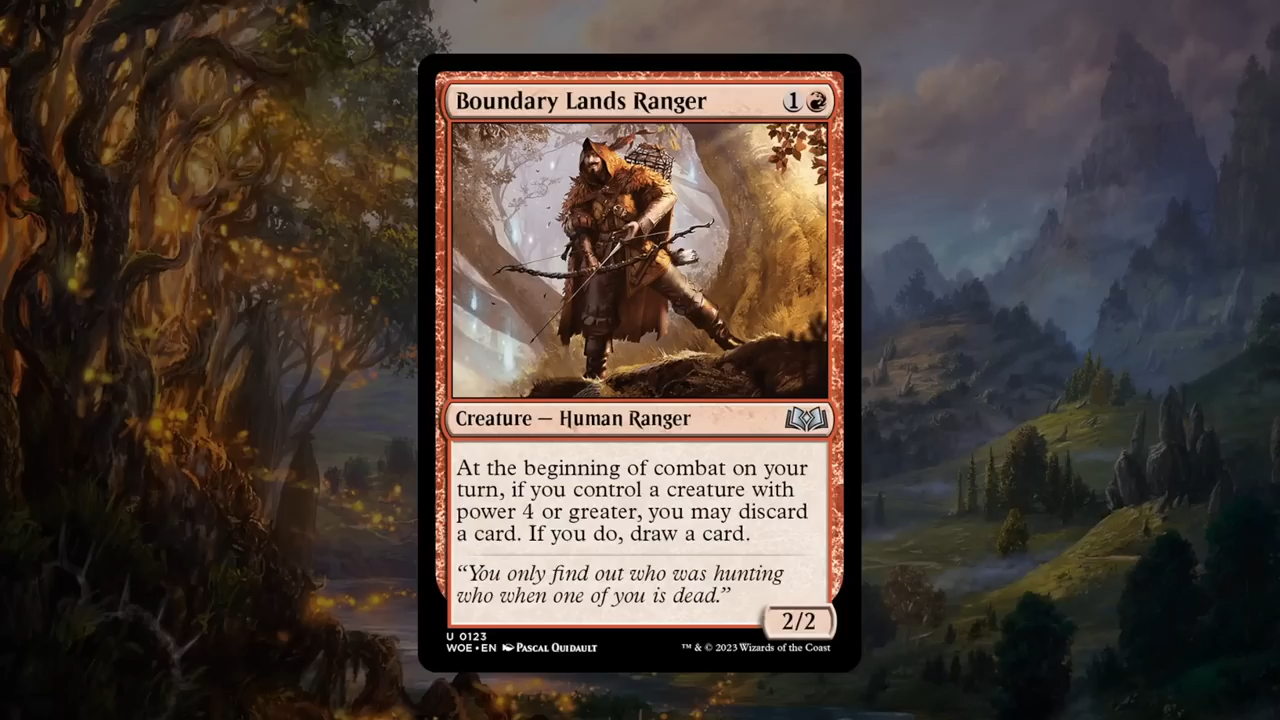 Boundary Lands Ranger 1
Creature — Human Ranger
At the beginning of combat on your
turn, if you control a creature with
power 4 or greater, you may discard
a card. If you do, draw a card.
“You only find out who was hunting
who when one of you is dead.”
2/2
U 0123
WOE • EN Pascal Quidault
™ & © 2023 Wizards of the Coast